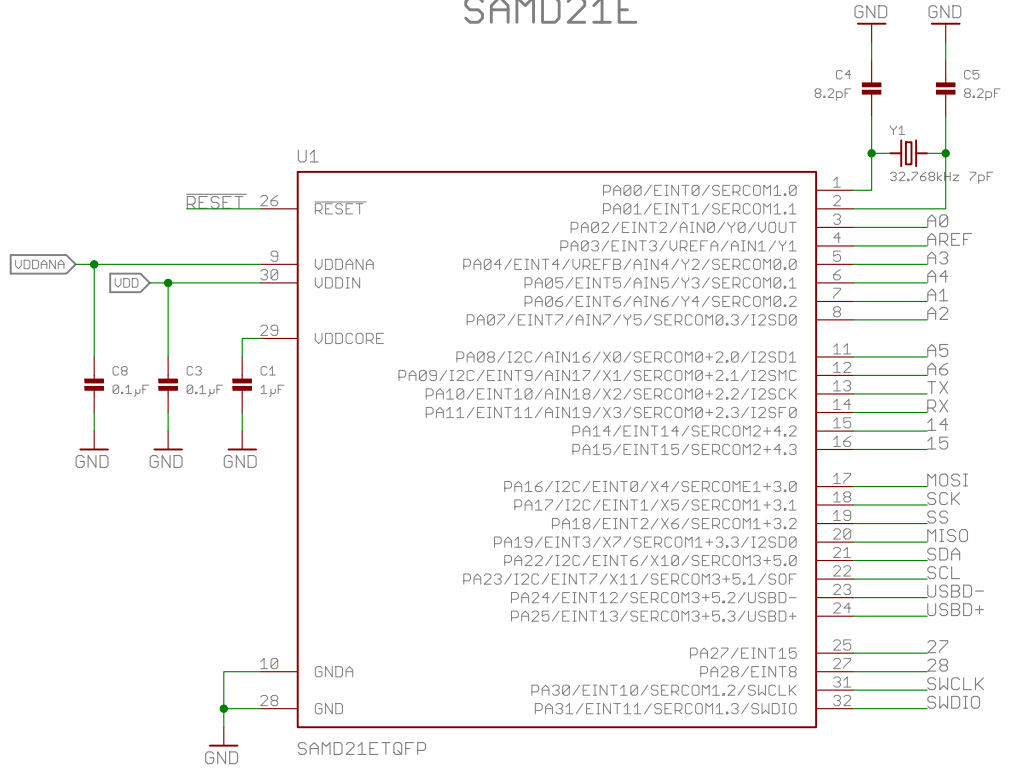 SAMD21E
GND GND
C4 C5
8.2pF 8.2pF
Y1
32.768kHz 7pF
U1
RESET 26 RESET
VDDANA 9 VDDANA
VDD 30 VDDIN
29 VDDCORE
C8 C3 C1
0.1µF 0.1µF 1µF
GND GND GND
10 GNDA
28 GND
GND
PA00/EINT0/SERCOM1.0 1
PA01/EINT1/SERCOM1.1 2
PA02/EINT2/AIN0/Y0/VOUT 3 A0
PA03/EINT3/VREFA/AIN1/Y1 4 AREF
PA04/EINT4/VREFB/AIN4/Y2/SERCOM0.0 5 A3
PA05/EINT5/AIN5/Y3/SERCOM0.1 6 A4
PA06/EINT6/AIN6/Y4/SERCOM0.2 7 A1
PA07/EINT7/AIN7/Y5/SERCOM0.3/I2SD0 8 A2
PA08/I2C/AIN16/X0/SERCOM0+2.0/I2SD1 11 A5
PA09/I2C/EINT9/AIN17/X1/SERCOM0+2.1/I2SMC 12 A6
PA10/EINT10/AIN18/X2/SERCOM0+2.2/I2SCK 13 TX
PA11/EINT11/AIN19/X3/SERCOM0+2.3/I2SF0 14 RX
PA14/EINT14/SERCOM2+4.2 15 14
PA15/EINT15/SERCOM2+4.3 16 15
PA16/I2C/EINT0/X4/SERCOME1+3.0 17 MOSI
PA17/I2C/EINT1/X5/SERCOM1+3.1 18 SCK
PA18/EINT2/X6/SERCOM1+3.2 19 SS
PA19/EINT3/X7/SERCOM1+3.3/I2SD0 20 MISO
PA22/I2C/EINT6/X10/SERCOM3+5.0 21 SDA
PA23/I2C/EINT7/X11/SERCOM3+5.1/SOF 22 SCL
PA24/EINT12/SERCOM3+5.2/USBD- 23 USBD-
PA25/EINT13/SERCOM3+5.3/USBD+ 24 USBD+
PA27/EINT15 25 27
PA28/EINT8 27 28
PA30/EINT10/SERCOM1.2/SWCLK 31 SWCLK
PA31/EINT11/SERCOM1.3/SWDIO 32 SWDIO
SAMD21ETQFP